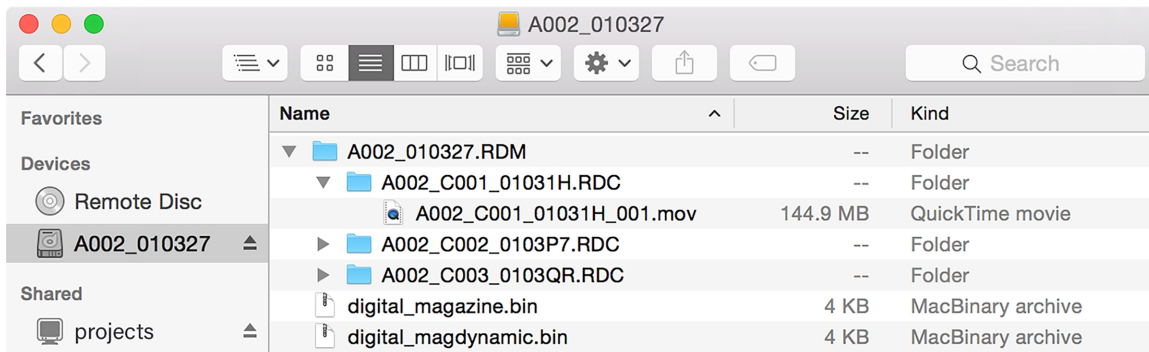 A002_010327
Search
Favorites
Devices
Remote Disc
A002_010327
Shared
projects
Name Size Kind
A002_010327.RDM -- Folder
A002_C001_01031H.RDC -- Folder
A002_C001_01031H_001.mov 144.9 MB QuickTime movie
A002_C002_0103P7.RDC -- Folder
A002_C003_0103QR.RDC -- Folder
digital_magazine.bin 4 KB MacBinary archive
digital_magdynamic.bin 4 KB MacBinary archive